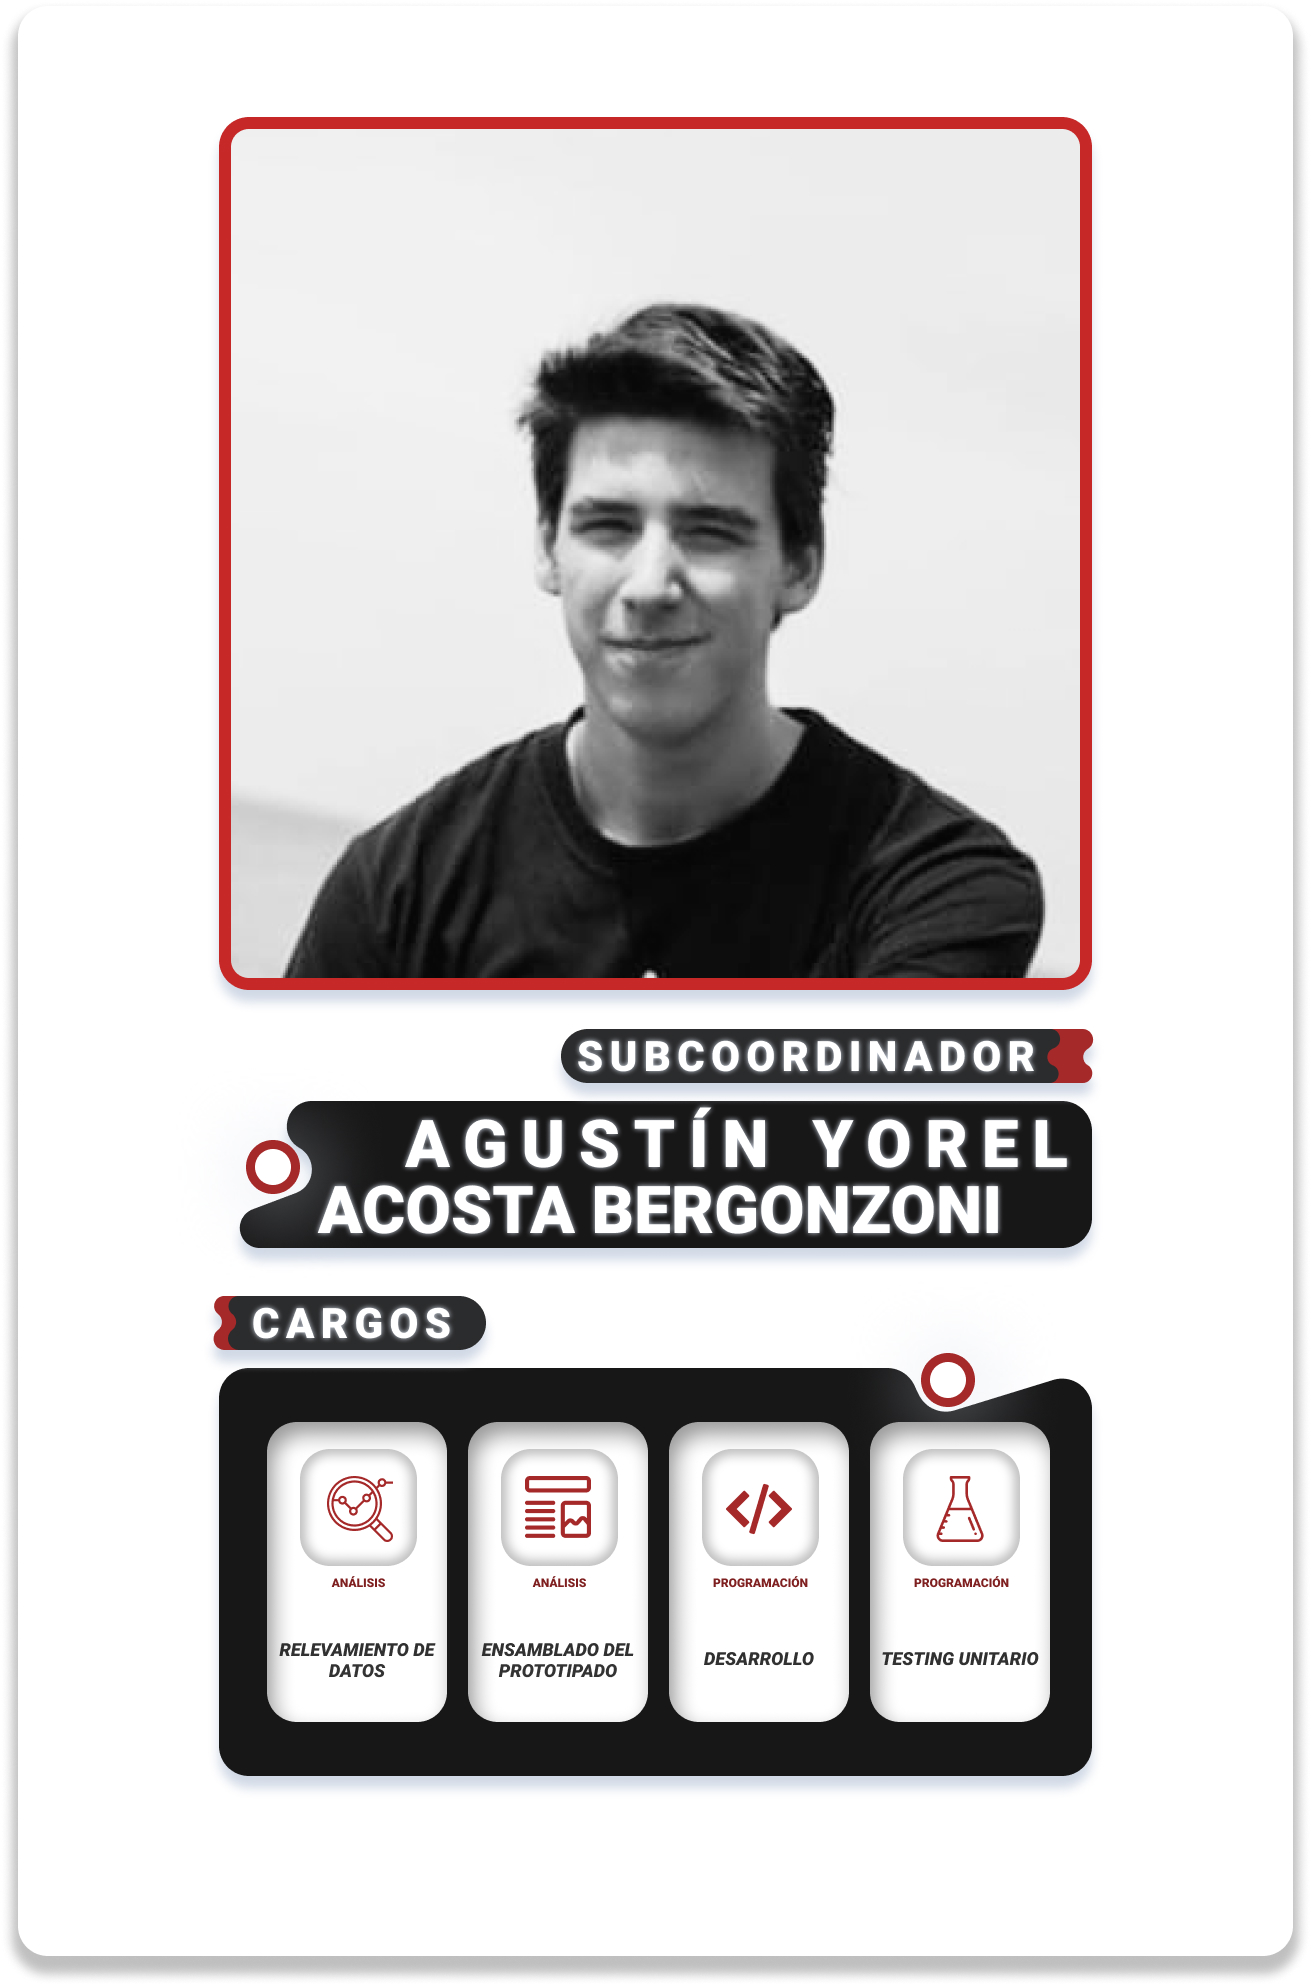 SUBCOORDINADOR
AGUSTÍN YOREL
ACOSTA BERGONZONI
CARGOS
ANÁLISIS
RELEVAMIENTO DE
DATOS
ANÁLISIS
ENSAMBLADO DEL
PROTOTIPADO
PROGRAMACIÓN
DESARROLLO
PROGRAMACIÓN
TESTING UNITARIO